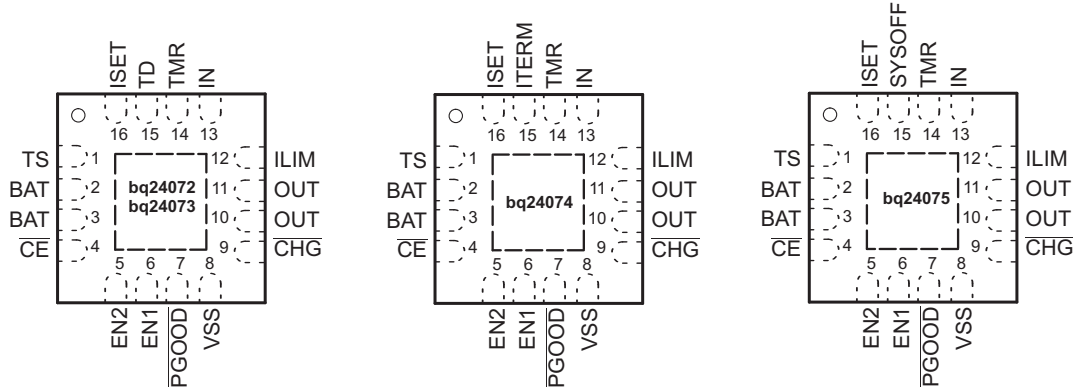 ISET TD TMR IN
16 15 14 13
TS 1 12 ILIM
BAT 2 11 OUT
BAT 3 10 OUT
CE 4 9 CHG
bq24072
bq24073
5 6 7 8
EN2 EN1 PGOOD VSS
ISET ITERM TMR IN
16 15 14 13
TS 1 12 ILIM
BAT 2 11 OUT
BAT 3 10 OUT
CE 4 9 CHG
bq24074
5 6 7 8
EN2 EN1 PGOOD VSS
ISET SYSOFF TMR IN
16 15 14 13
TS 1 12 ILIM
BAT 2 11 OUT
BAT 3 10 OUT
CE 4 9 CHG
bq24075
5 6 7 8
EN2 EN1 PGOOD VSS